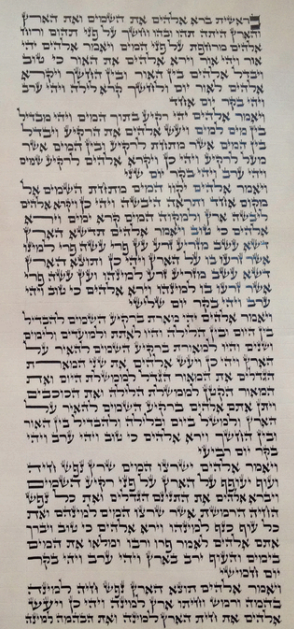 בראשית ברא אלהים את השמים ואת הארץ
והארץ היתה תהו ובהו וחשך על פני תהום ורוח
אלהים מרחפת על פני המים ויאמר אלהים יהי
אור ויהי אור וירא אלהים את האור כי טוב
ויבדל אלהים בין האור ובין החשך ויקרא
אלהים לאור יום ולחשך קרא לילה ויהי ערב
ויהי בקר יום אחד
ויאמר אלהים יהי רקיע בתוך המים ויהי מבדיל
בין מים למים ויעש אלהים את הרקיע ויבדל
בין המים אשר מתחת לרקיע ובין המים אשר
מעל לרקיע ויהי כן ויקרא אלהים לרקיע שמים
ויהי ערב ויהי בקר יום שני
ויאמר אלהים יקוו המים מתחת השמים אל
מקום אחד ותראה היבשה ויהי כן ויקרא אלהים
ליבשה ארץ ולמקוה המים קרא ימים וירא
אלהים כי טוב ויאמר אלהים תדשא הארץ
דשא עשב מזריע זרע עץ פרי עשה פרי למינו
אשר זרעו בו על הארץ ויהי כן ותוצא הארץ
דשא עשב מזריע זרע למינהו ועץ עשה פרי
אשר זרעו בו למינהו וירא אלהים כי טוב ויהי
ערב ויהי בקר יום שלישי
ויאמר אלהים יהי מארת ברקיע השמים להבדיל
בין היום ובין הלילה והיו לאתת ולמועדים ולימים
ושנים והיו למאורת ברקיע השמים להאיר על
הארץ ויהי כן ויעש אלהים את שני המארת
הגדלים את המאור הגדל לממשלת היום ואת
המאור הקטן לממשלת הלילה ואת הכוכבים
ויתן אתם אלהים ברקיע השמים להאיר על
הארץ ולמשל ביום ובלילה ולהבדיל בין האור
ובין החשך וירא אלהים כי טוב ויהי ערב ויהי
בקר יום רביעי
ויאמר אלהים ישרצו המים שרץ נפש חיה
ועוף יעופף על הארץ על פני רקיע השמים
ויברא אלהים את התנינם הגדלים ואת כל נפש
החיה הרמשת אשר שרצו המים למינהם ואת
כל עוף כנף למינהו וירא אלהים כי טוב ויברך
אתם אלהים לאמר פרו ורבו ומלאו את המים
בימים והעוף ירב בארץ ויהי ערב ויהי בקר
יום חמישי
ויאמר אלהים תוצא הארץ נפש חיה למינה
בהמה ורמש וחיתו ארץ למינה ויהי כן ויעש
אלהים את חית הארץ למינה ואת הבהמה למינה